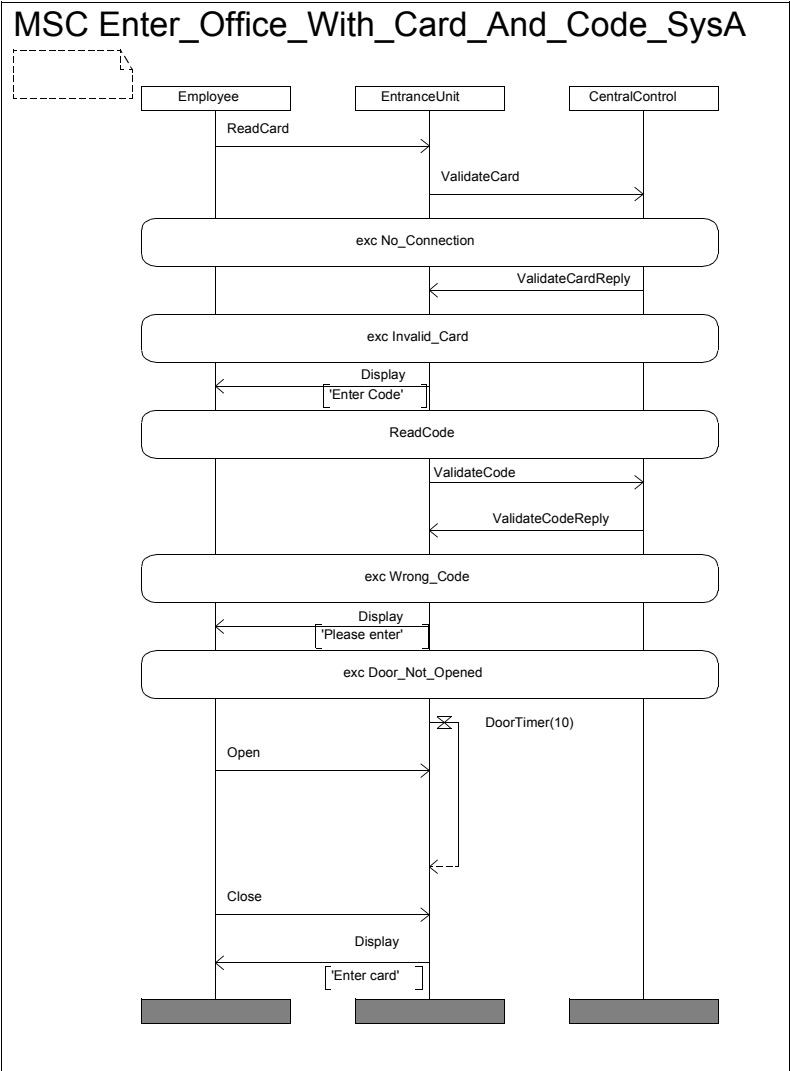 MSC Enter_Office_With_Card_And_Code_SysA
Employee
EntranceUnit
CentralControl
ReadCard
ValidateCard
exc No_Connection
ValidateCardReply
exc Invalid_Card
Display
'Enter Code'
ReadCode
ValidateCode
ValidateCodeReply
exc Wrong_Code
Display
'Please enter'
exc Door_Not_Opened
DoorTimer(10)
Open
Close
Display
'Enter card'